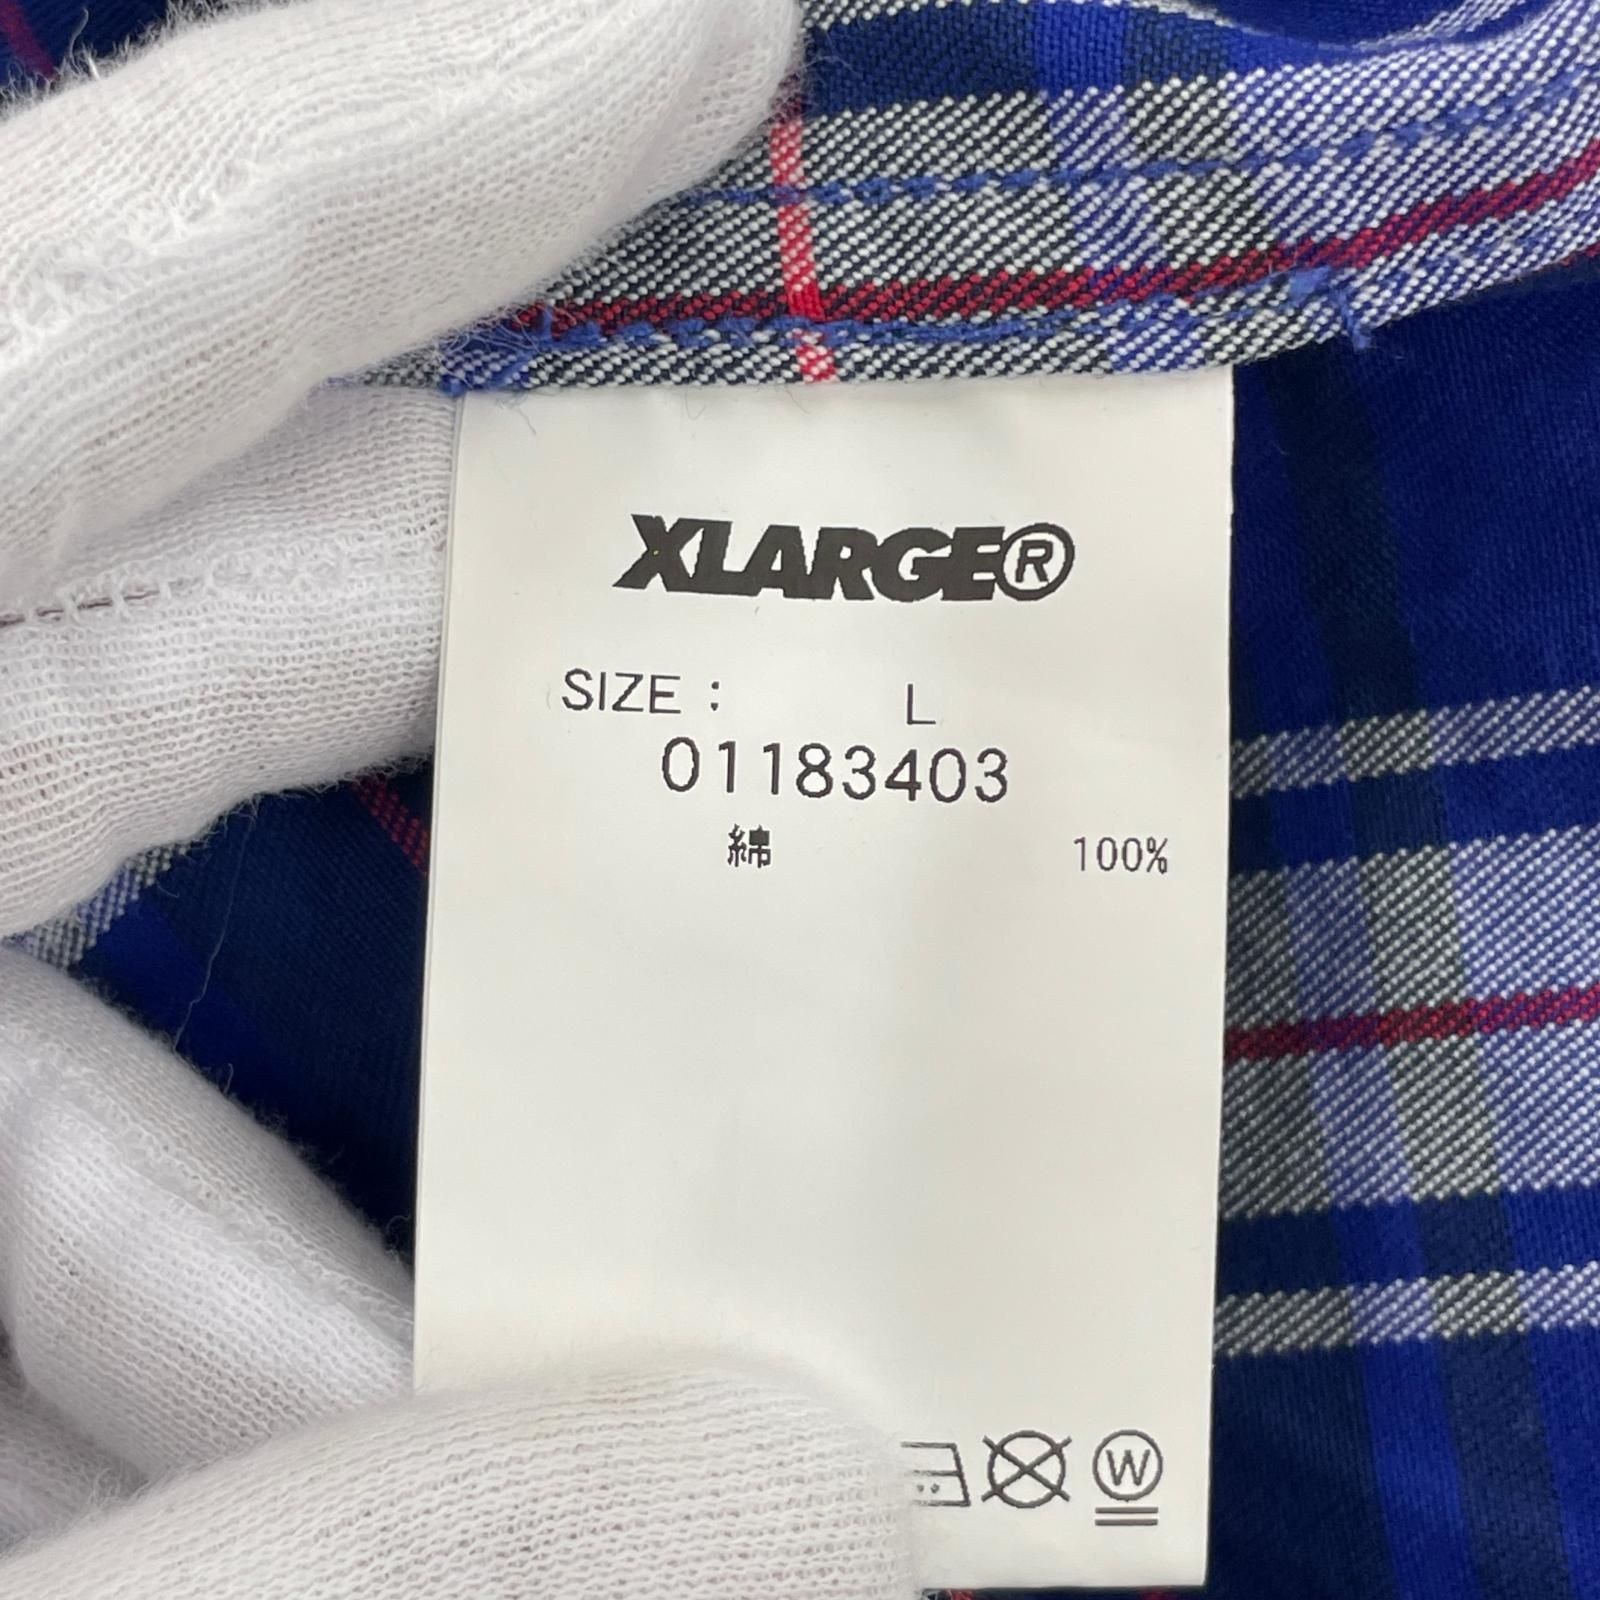 XLARGE®
SIZE : L
01183403
綿 100%
W